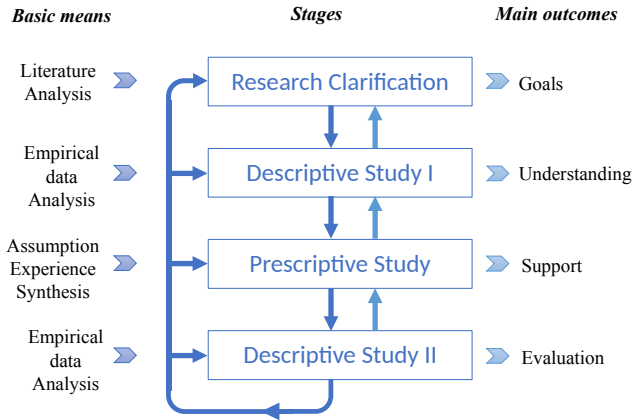 Basic means
Stages
Main outcomes
Literature
Analysis
Research Clarification
Goals
Empirical
data
Analysis
Descriptive Study I
Understanding
Assumption
Experience
Synthesis
Prescriptive Study
Support
Empirical
data
Analysis
Descriptive Study II
Evaluation